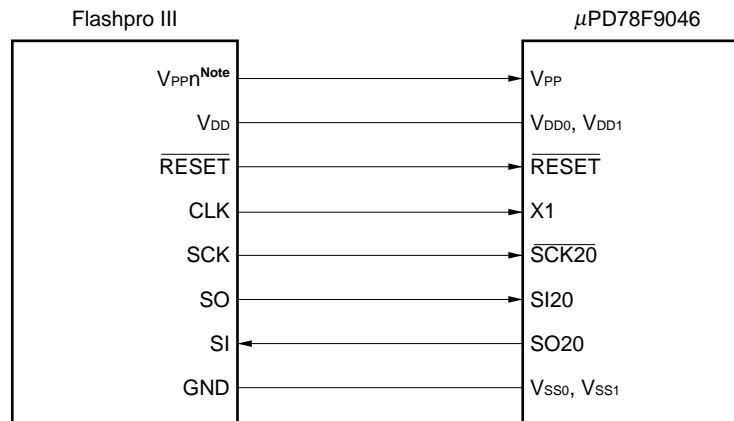 Flashpro III μPD78F9046
VPPnNote VPP
VDD VDD0, VDD1
RESET RESET
CLK X1
SCK SCK20
SO SI20
SI SO20
GND VSS0, VSS1